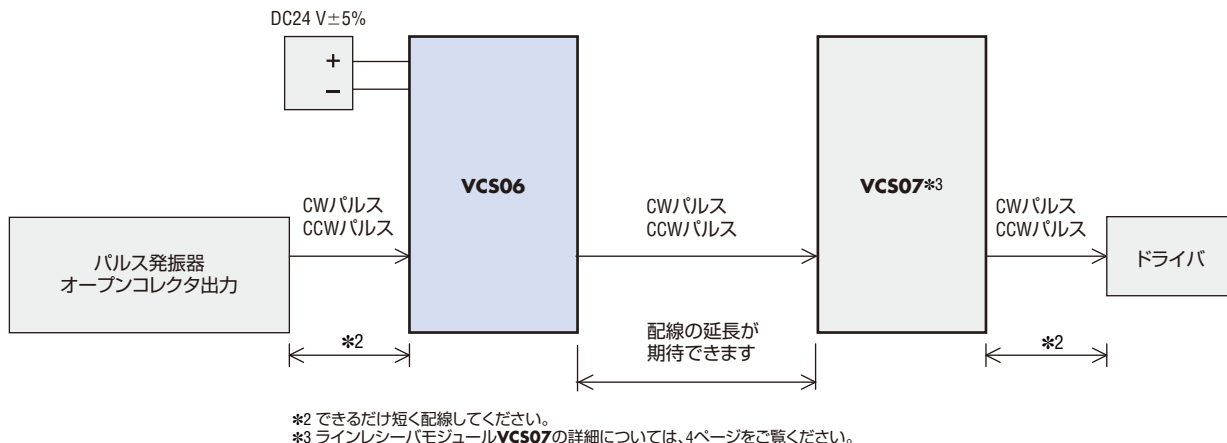 DC24 V±5%
+
−
VCS06
VCS07*3
CWパルス
CCWパルス
CWパルス
CCWパルス
CWパルス
CCWパルス
パルス発振器
オープンコレクタ出力
ドライバ
*2
配線の延長が
期待できます
*2
*2 できるだけ短く配線してください。
*3 ラインレシーバモジュールVCS07の詳細については、4ページをご覧ください。